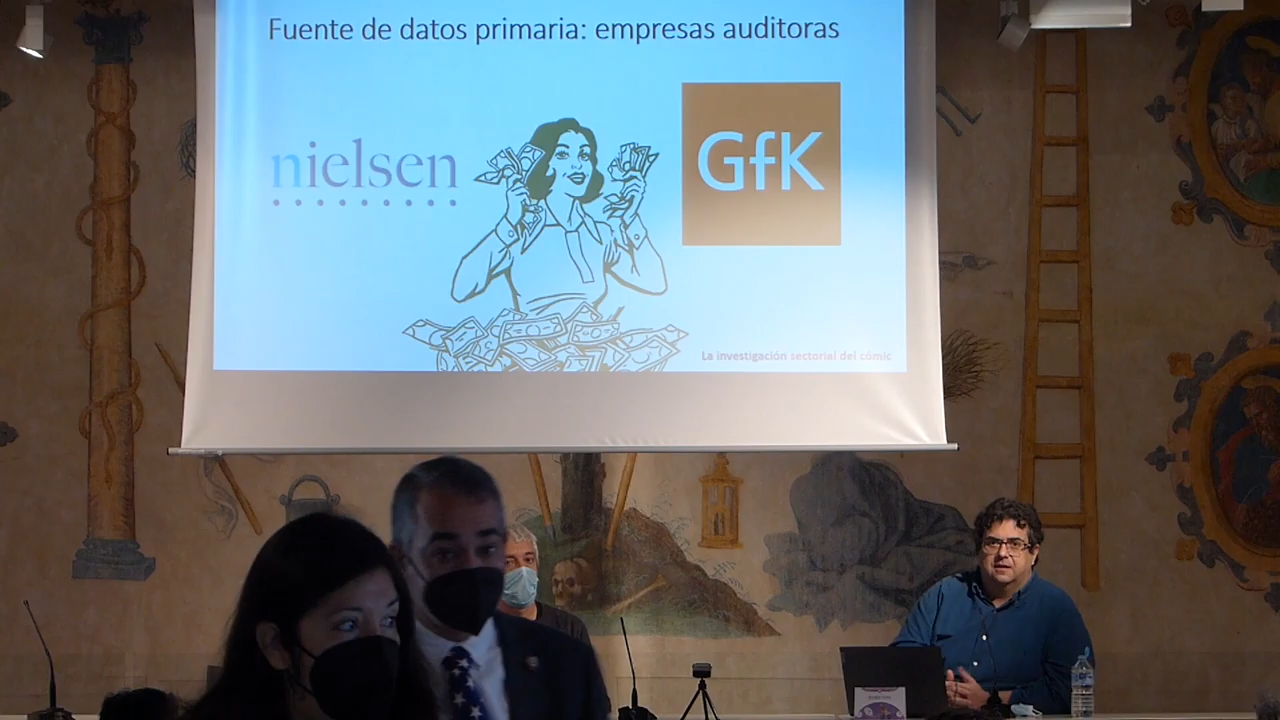 Fuente de datos primaria: empresas auditoras
nielsen
GfK
La investigación sectorial del cómic